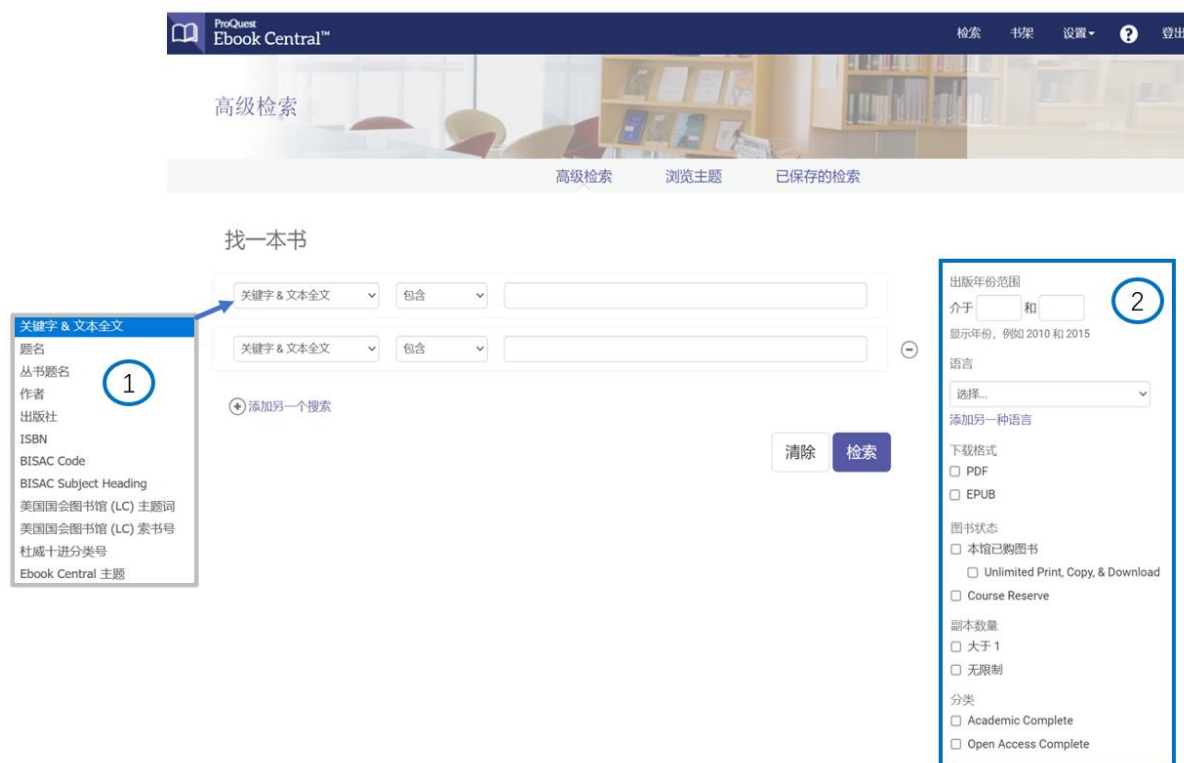 ProQuest
Ebook Central™
检索 书架 设置 ? 登出
高级检索
高级检索 浏览主题 已保存的检索
找一本书
关键字 & 文本全文 包含
关键字 & 文本全文 包含
添加另一个搜索
清除 检索
关键字 & 文本全文
题名
丛书题名
作者
出版社
ISBN
BISAC Code
BISAC Subject Heading
美国国会图书馆 (LC) 主题词
美国国会图书馆 (LC) 索书号
杜威十进分类号
Ebook Central 主题
1
出版年份范围
介于 和
显示年份，例如 2010 和 2015
2
语言
选择...
添加另一种语言
下载格式
PDF
EPUB
图书状态
本馆已购图书
Unlimited Print, Copy, & Download
Course Reserve
副本数量
大于 1
无限制
分类
Academic Complete
Open Access Complete